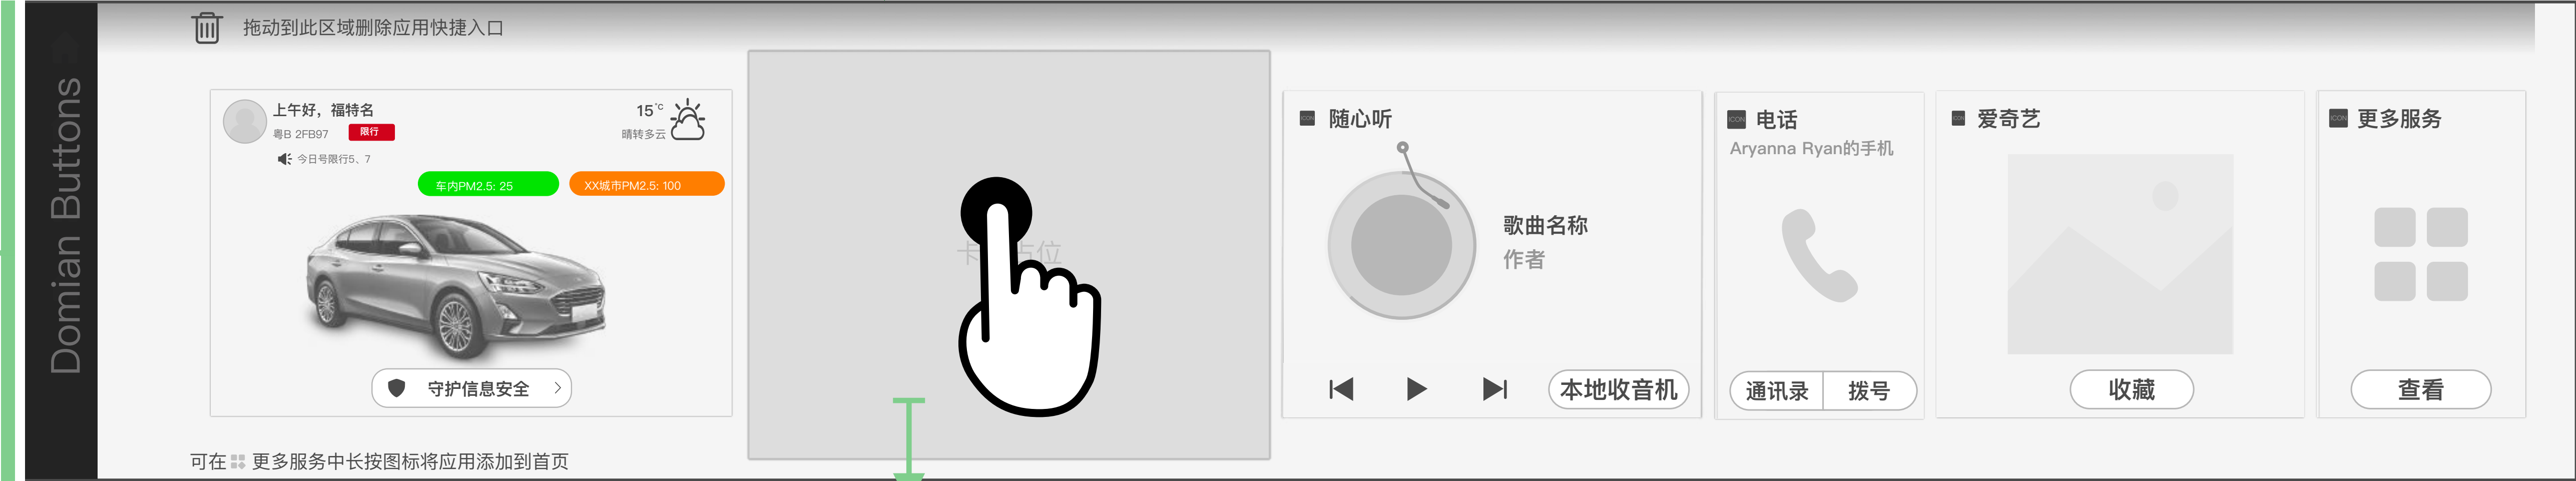 拖动到此区域删除应用快捷入口
Domian Buttons
上午好，福特名
粤B 2FB97
限行
今日号限行5、7
15°C
晴转多云
车内PM2.5: 25
XX城市PM2.5: 100
守护信息安全
占位
ICON 随心听
歌曲名称
作者
本地收音机
ICON 电话
Aryanna Ryan的手机
通讯录
拨号
ICON 爱奇艺
收藏
ICON 更多服务
查看
可在 更多服务中长按图标将应用添加到首页